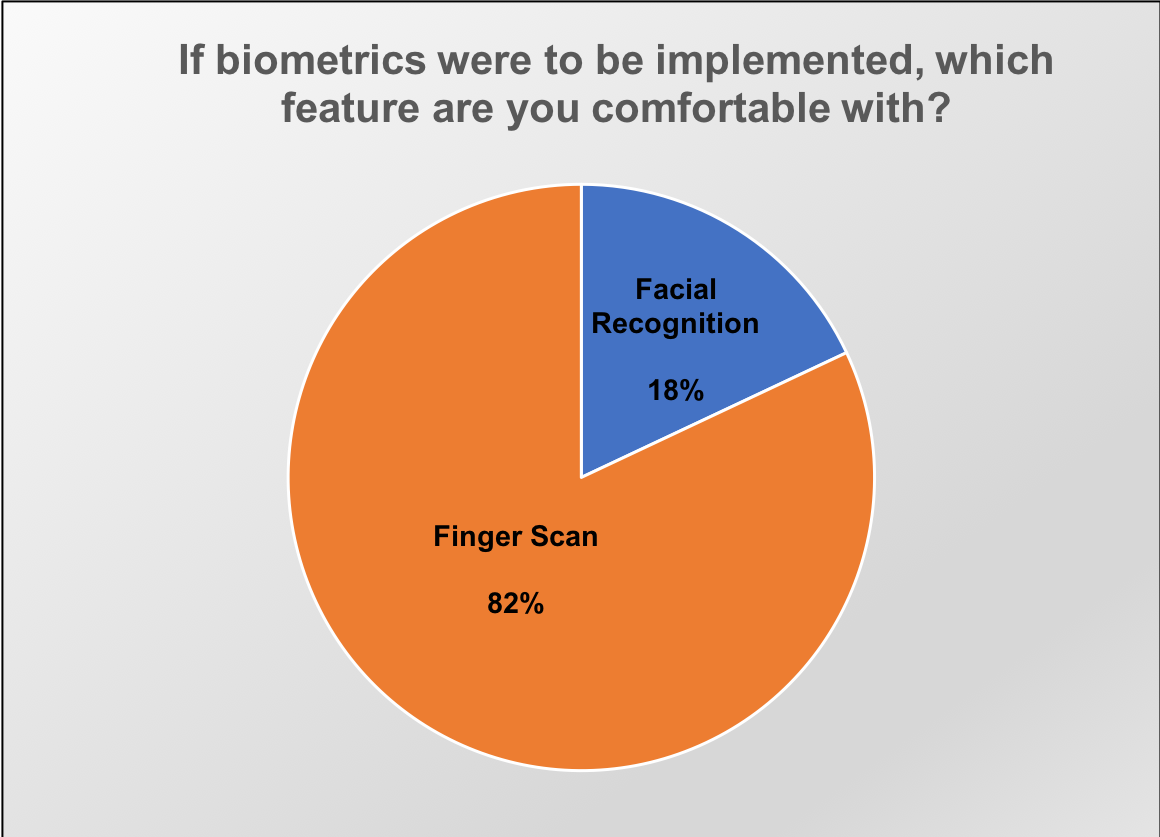 If biometrics were to be implemented, which
feature are you comfortable with?
Facial
Recognition
18%
Finger Scan
82%